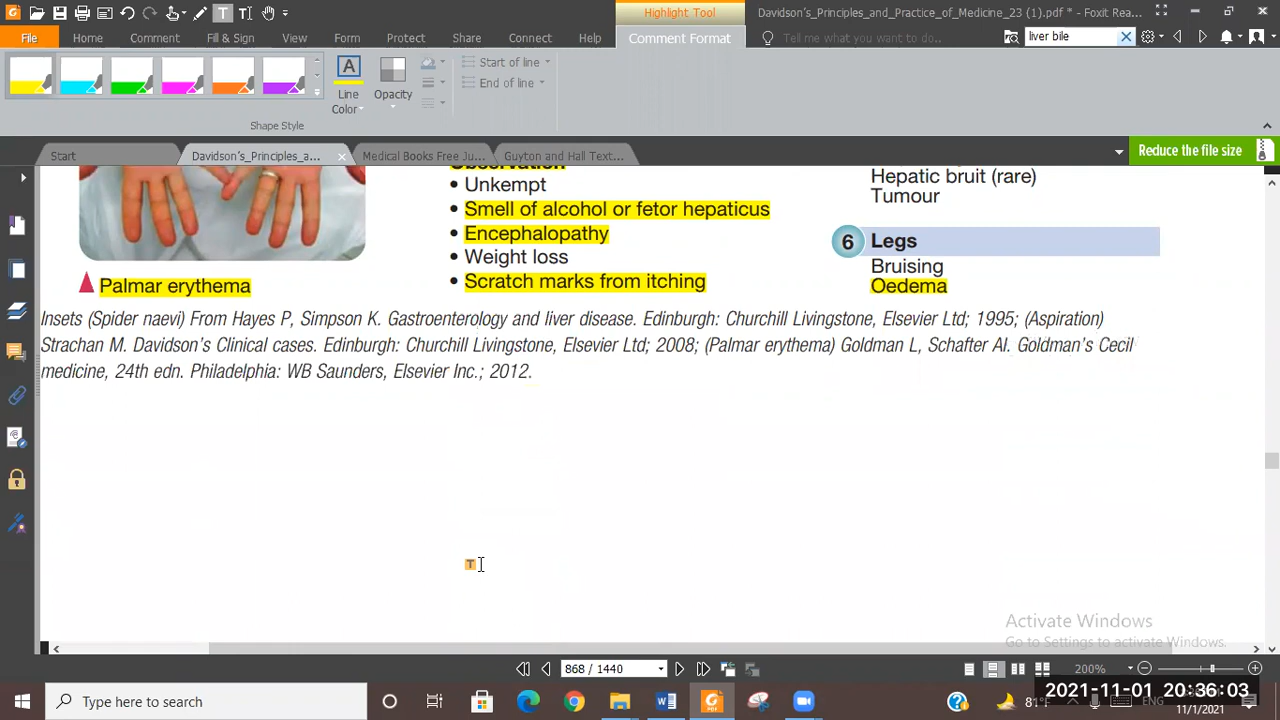 Highlight Tool
Davidson's_Principles_and_Practice_of_Medicine_23 (1).pdf * - Foxit Rea...
File
Home
Comment
Fill & Sign
View
Form
Protect
Share
Connect
Help
Comment Format
Tell me what you want to do..
liver bile
Line
Color
Opacity
Start of line
End of line
Shape Style
Start
Davidson's_Principles_a...
Medical Books Free Ju...
Guyton and Hall Text...
Reduce the file size
Observation
• Unkempt
• Smell of alcohol or fetor hepaticus
• Encephalopathy
• Weight loss
• Scratch marks from itching
Palmar erythema
Hepatic bruit (rare)
Tumour
6 Legs
Bruising
Oedema
Insets (Spider naevi) From Hayes P, Simpson K. Gastroenterology and liver disease. Edinburgh: Churchill Livingstone, Elsevier Ltd; 1995; (Aspiration)
Strachan M. Davidson's Clinical cases. Edinburgh: Churchill Livingstone, Elsevier Ltd; 2008; (Palmar erythema) Goldman L, Schafter AI. Goldman's Cecil
medicine, 24th edn. Philadelphia: WB Saunders, Elsevier Inc.; 2012.
T
Activate Windows
Go to Settings to activate Windows.
868 / 1440
200%
Type here to search
81°
2021-11-01 20:36:03
ENG
11/1/2021